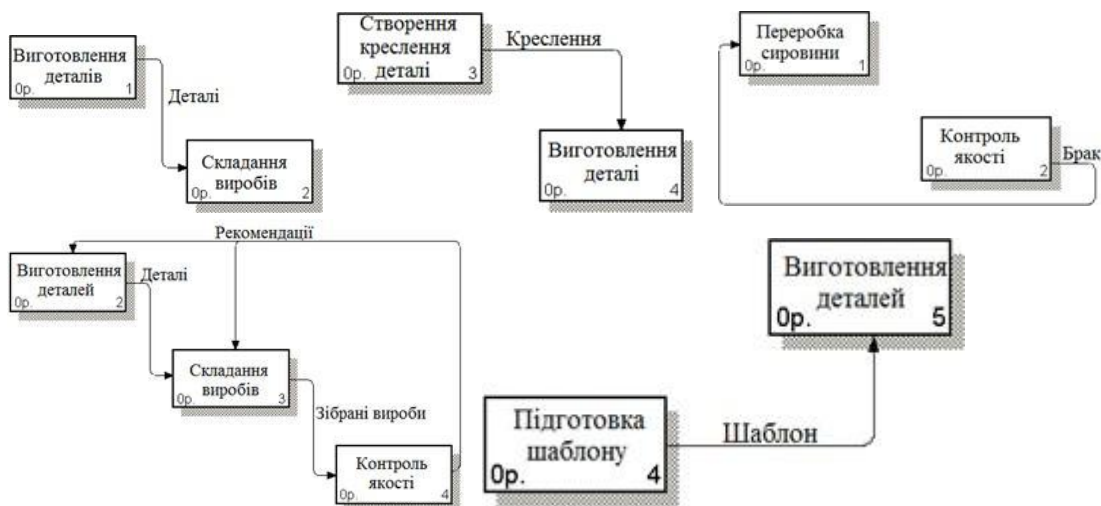 Виготовлення
деталів
0р. 1
Деталі
Складання
виробів
0р. 2
Створення
креслення
деталі
0р. 3
Креслення
Виготовлення
деталі
0р. 4
Переробка
сировини
0р. 1
Контроль
якості
0р. 2
Брак
Рекомендації
Виготовлення
деталей
0р. 2
Деталі
Складання
виробів
0р. 3
Зібрані вироби
Контроль
якості
0р. 4
Виготовлення
деталей
0р. 5
Підготовка
шаблону
0р. 4
Шаблон